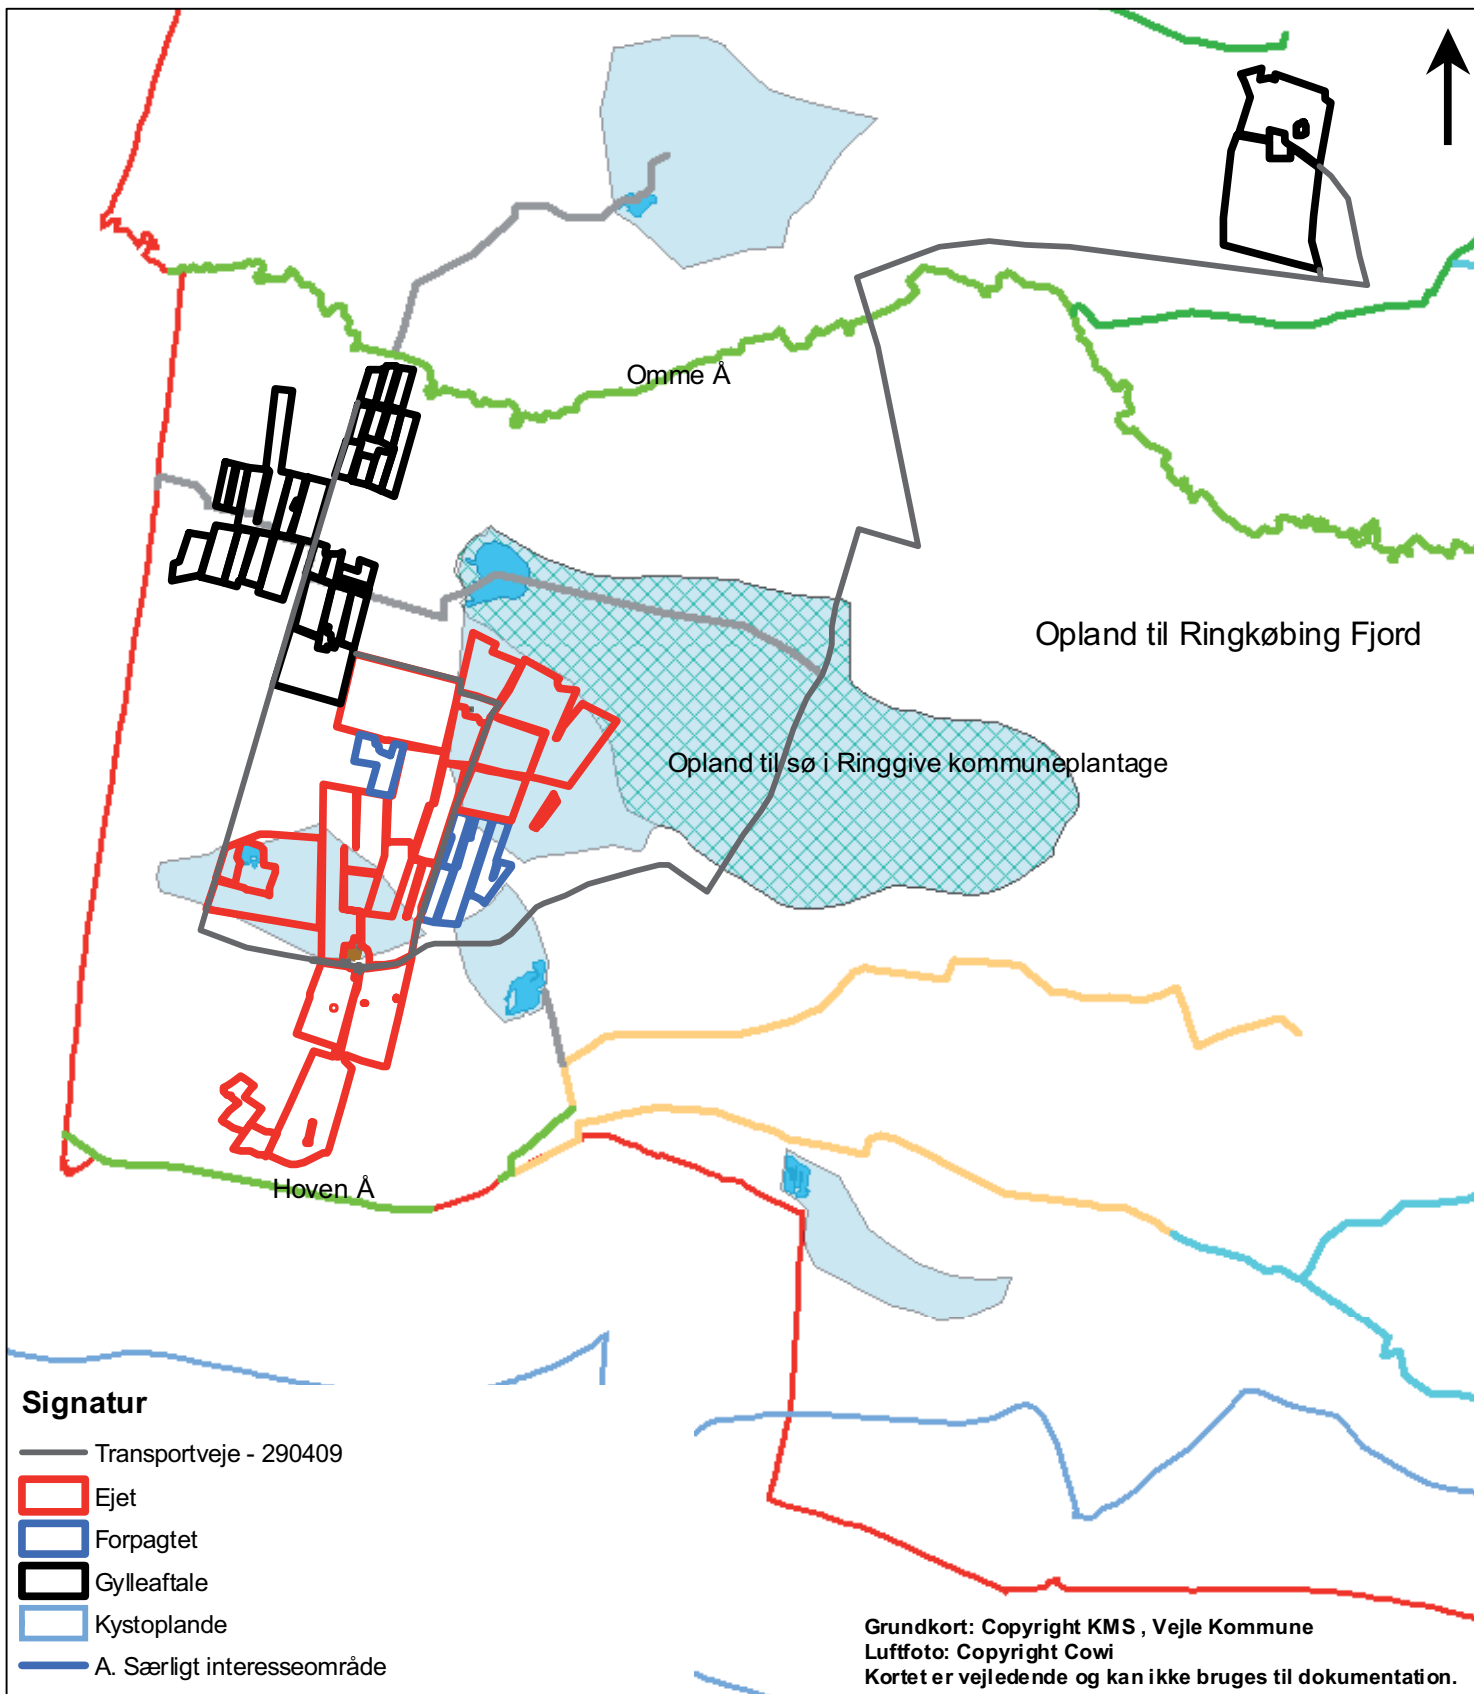 Omme Å
Opland til Ringkøbing Fjord
Opland til sø i Ringgive kommuneplantage
Hoven Å
Signatur
Transportveje - 290409
Ejet
Forpagtet
Gylleaftale
Kystoplande
A. Særligt interesseområde
Grundkort: Copyright KMS , Vejle Kommune
Luftfoto: Copyright Cowi
Kortet er vejledende og kan ikke bruges til dokumentation.